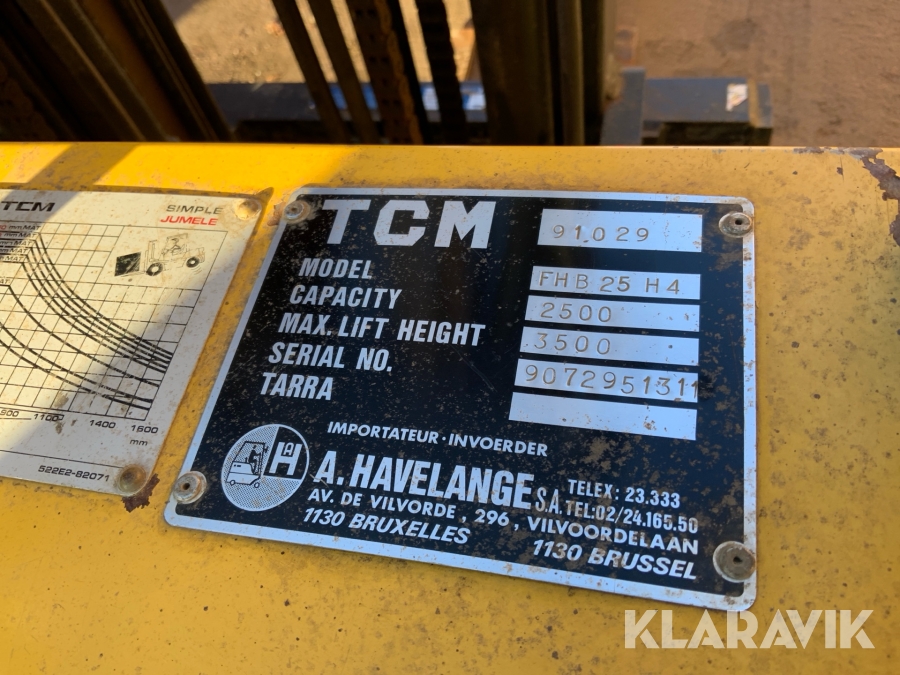 TCM
SIMPLE
JUMELE
1100
1400
1600
mm
522E2-82071
TCM 91029
MODEL FHB 25 H4
CAPACITY 2500
MAX. LIFT HEIGHT 3500
SERIAL NO. 9072951311
TARRA
IMPORTATEUR·INVOERDER
A. HAVELANGE S.A.
TELEX: 23.333
TEL:02/24.165.50
AV. DE VILVORDE, 296, VILVOORDELAAN
1130 BRUXELLES 1130 BRUSSEL
KLARAVIK